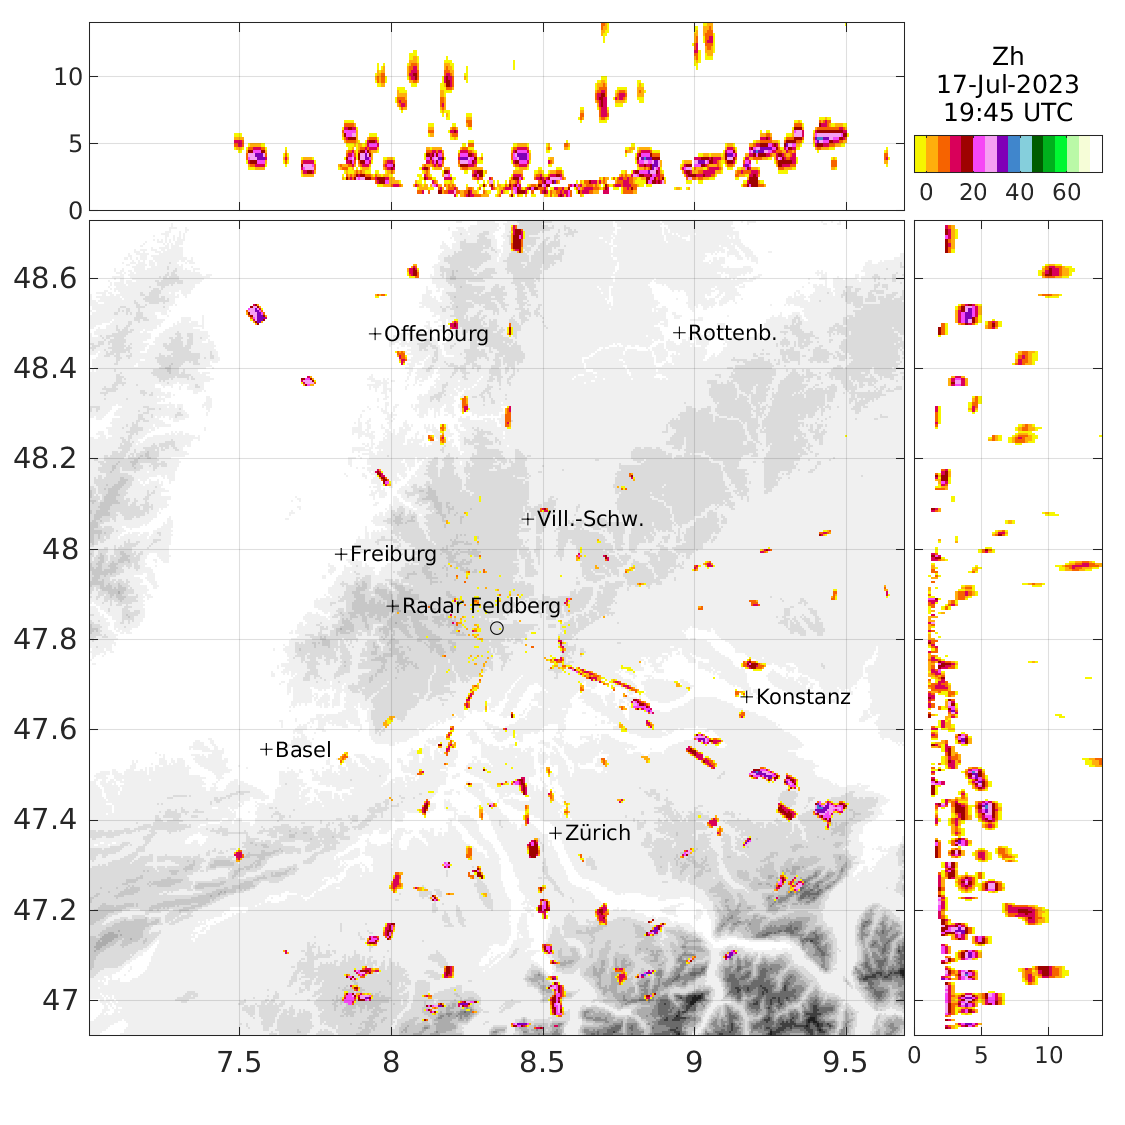 10
5
0
Zh
17-Jul-2023
19:45 UTC
0 20 40 60
48.6
48.4
48.2
48
47.8
47.6
47.4
47.2
47
+Offenburg
+Rottenb.
+Vill.-Schw.
+Freiburg
+Radar Feldberg
+Konstanz
+Basel
+Zürich
7.5 8 8.5 9 9.5
0 5 10